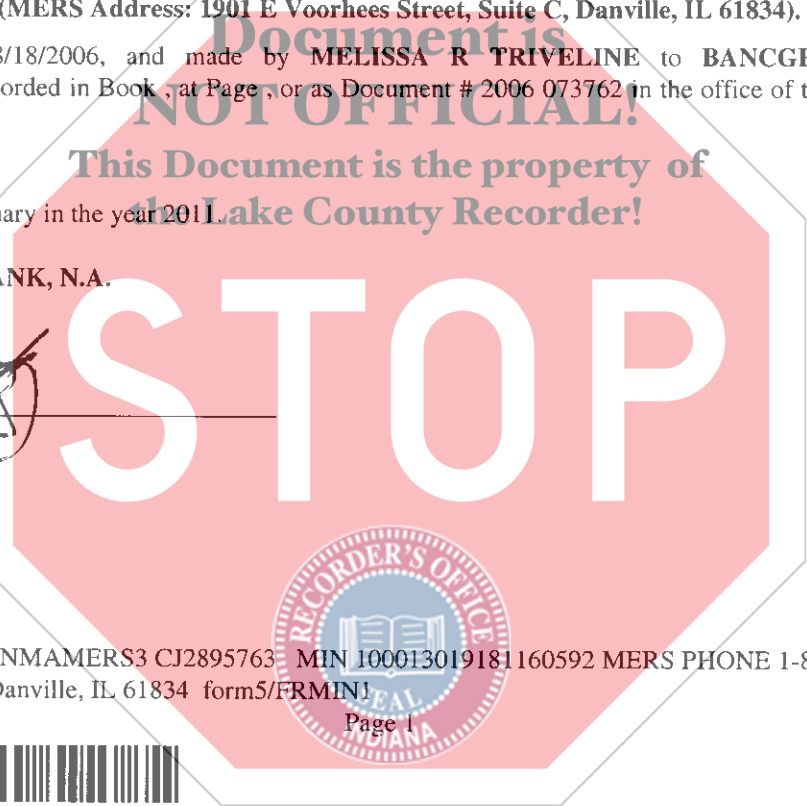 (MERS Address: 1901 E Voorhees Street, Suite C, Danville, IL 61834).
Document is
8/18/2006, and made by MELISSA R TRIVELINE to BANCGR
orded in Book , at Page , or as Document # 2006 073762 in the office of t
NOT OFFICIAL!
This Document is the property of
the Lake County Recorder!
uary in the year 2011.
ANK, N.A.
STOP
RECORDER'S OFFICE
SEAL
INDIANA
NMAMERS3 CJ2895763 MIN 100013019181160592 MERS PHONE 1-8
Danville, IL 61834 form5/FRMIN1
Page 1